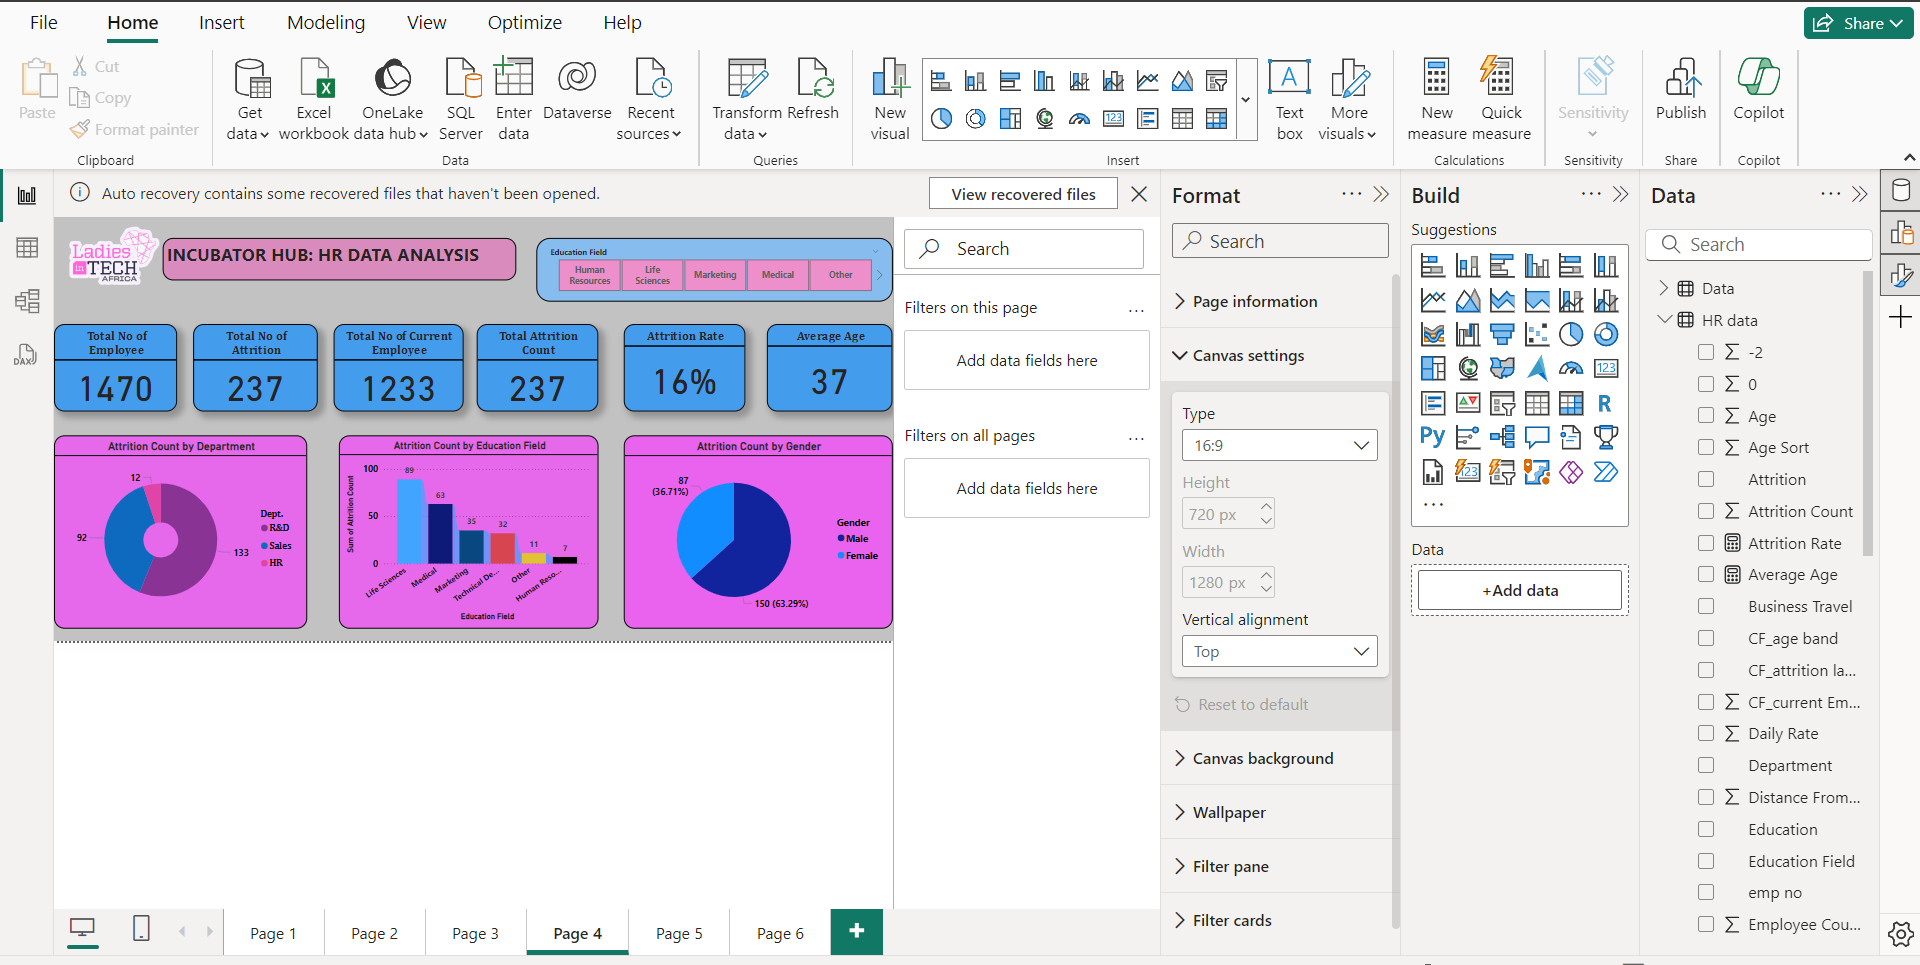 File
Home
Insert
Modeling
View
Optimize
Help
Share
Paste
Cut
Copy
Format painter
Clipboard
Get
data
Excel
workbook
OneLake
data hub
SQL
Server
Enter
data
Dataverse
Recent
sources
Data
Transform
data
Refresh
Queries
New
visual
Insert
Text
box
More
visuals
New
measure
Quick
measure
Calculations
Sensitivity
Sensitivity
Publish
Share
Copilot
Copilot
Auto recovery contains some recovered files that haven't been opened.
View recovered files
DAX
Ladies
in TECH
AFRICA
INCUBATOR HUB: HR DATA ANALYSIS
Education Field
Human
Resources
Life
Sciences
Marketing
Medical
Other
Total No of
Employee
1470
Total No of
Attrition
237
Total No of Current
Employee
1233
Total Attrition
Count
237
Attrition Rate
16%
Average Age
37
Attrition Count by Department
12
92
133
Dept.
R&D
Sales
HR
Attrition Count by Education Field
Sum of Attrition Count
100
50
0
89
63
35
32
11
7
Life Sciences
Medical
Marketing
Technical De...
Other
Human Reso...
Education Field
Attrition Count by Gender
87
(36.71%)
150 (63.29%)
Gender
Male
Female
Search
Filters on this page
...
Add data fields here
Filters on all pages
...
Add data fields here
Format
...
Search
Page information
Canvas settings
Type
16:9
Height
720 px
Width
1280 px
Vertical alignment
Top
Reset to default
Canvas background
Wallpaper
Filter pane
Filter cards
Build
...
Suggestions
123
R
Py
123
...
Data
+Add data
Data
...
Search
Data
HR data
-2
0
Age
Age Sort
Attrition
Attrition Count
Attrition Rate
Average Age
Business Travel
CF_age band
CF_attrition la...
CF_current Em...
Daily Rate
Department
Distance From...
Education
Education Field
emp no
Employee Cou...
Page 1
Page 2
Page 3
Page 4
Page 5
Page 6